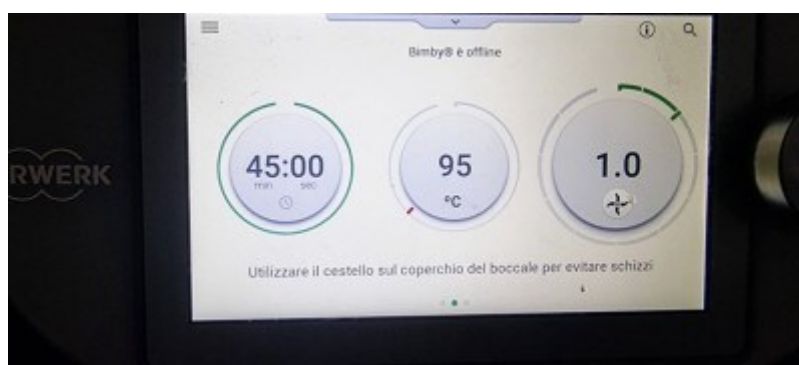 Bimby® è offline
RWERK
45:00
min sec
95
°C
1.0
Utilizzare il cestello sul coperchio del boccale per evitare schizzi